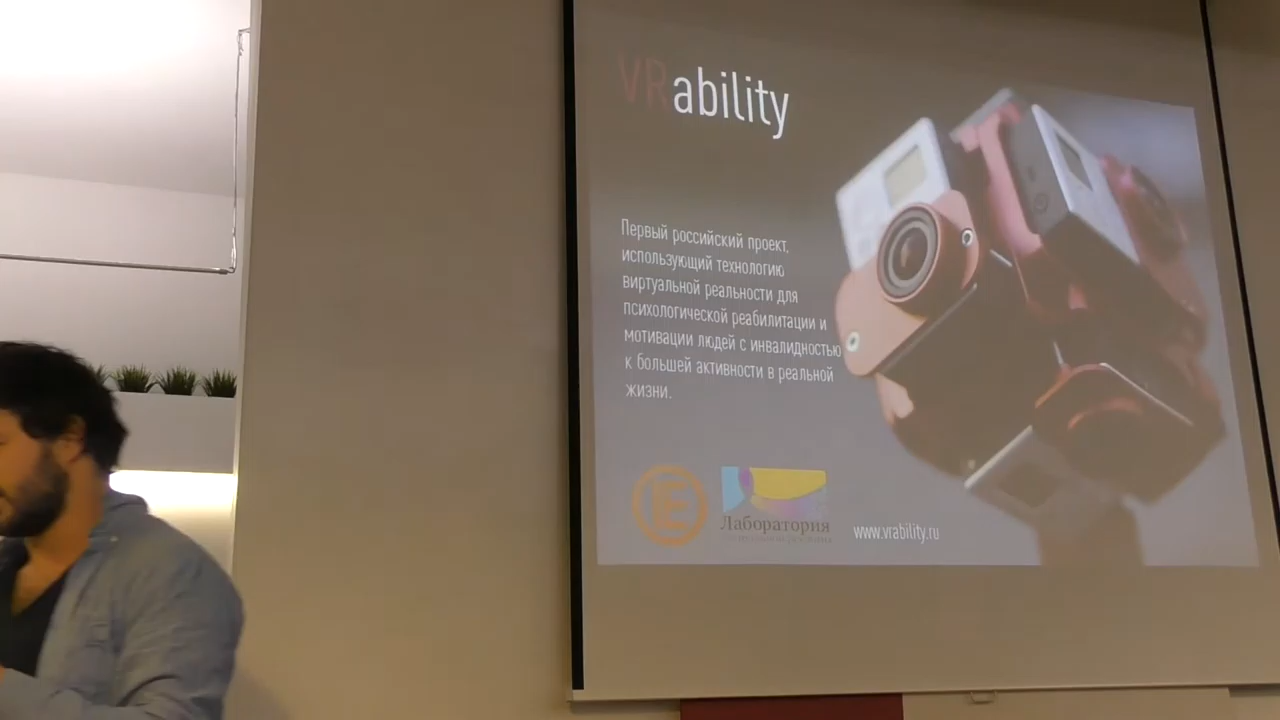 VRability
Первый российский проект,
использующий технологию
виртуальной реальности для
психологической реабилитации и
мотивации людей с инвалидностью
к большей активности в реальной
жизни.
E
Лаборатория
www.vrability.ru